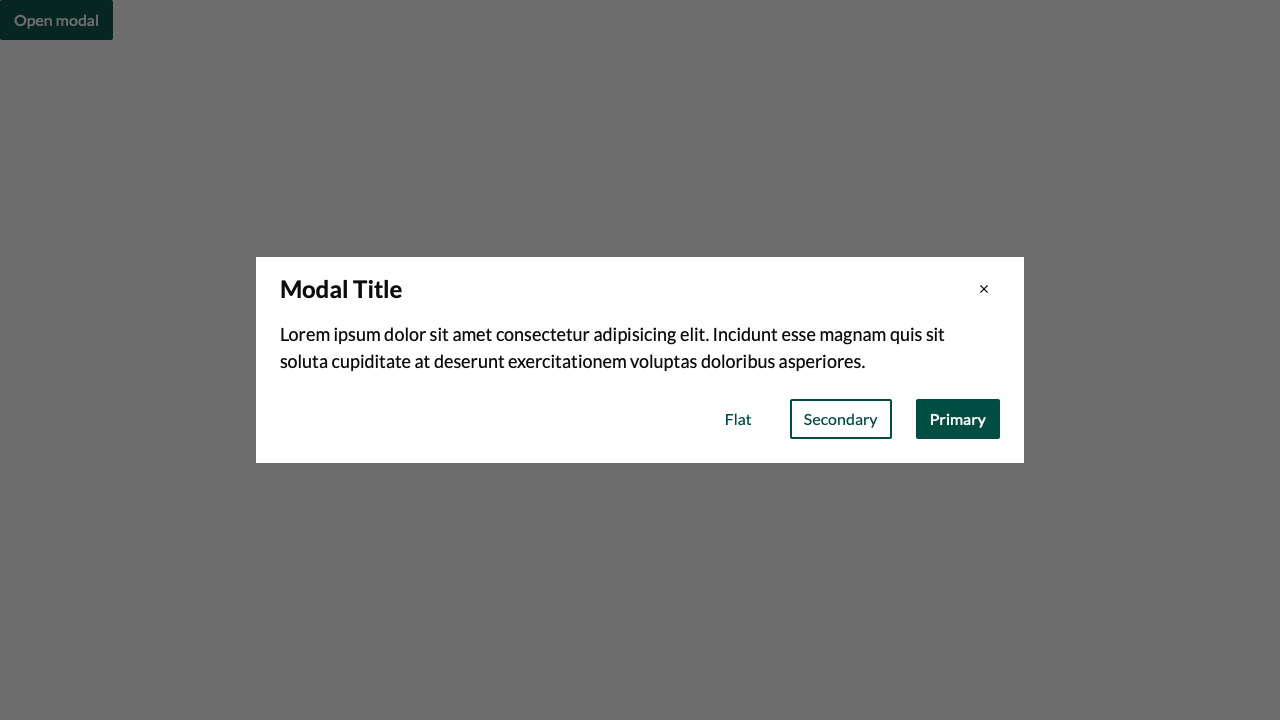 Open modal
Modal Title
×
Lorem ipsum dolor sit amet consectetur adipisicing elit. Incidunt esse magnam quis sit
soluta cupiditate at deserunt exercitationem voluptas doloribus asperiores.
Flat
Secondary
Primary